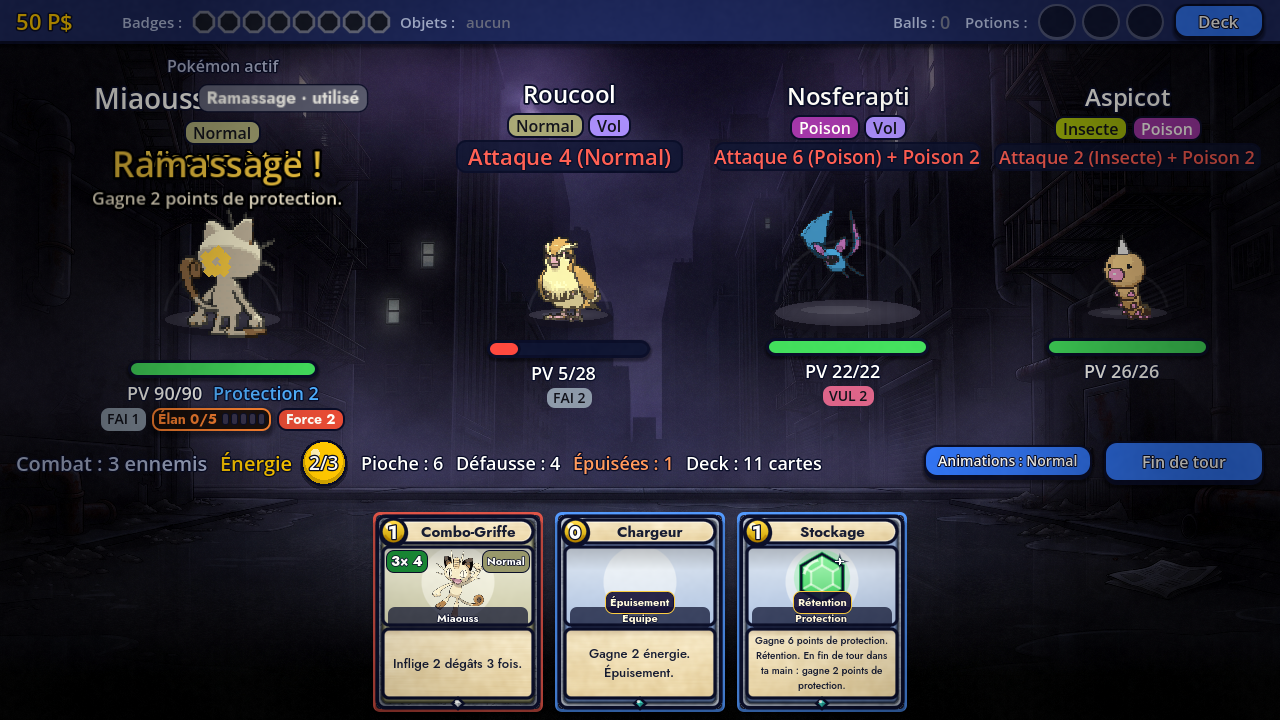 50 P$
Badges :
Objets : aucun
Balls : 0
Potions :
Deck
Pokémon actif
Miaouss
Ramassage · utilisé
Normal
Ramassage !
Gagne 2 points de protection.
PV 90/90 Protection 2
FAI 1
Élan 0/5
Force 2
Roucool
Normal
Vol
Attaque 4 (Normal)
PV 5/28
FAI 2
Nosferapti
Poison
Vol
Attaque 6 (Poison) + Poison 2
PV 22/22
VUL 2
Aspicot
Insecte
Poison
Attaque 2 (Insecte) + Poison 2
PV 26/26
Combat : 3 ennemis
Énergie 2/3
Pioche : 6
Défausse : 4
Épuisées : 1
Deck : 11 cartes
Animations : Normal
Fin de tour
1 Combo-Griffe
3x 4
Normal
Miaouss
Inflige 2 dégâts 3 fois.
0 Chargeur
Épuisement
Equipe
Gagne 2 énergie.
Épuisement.
1 Stockage
Rétention
Protection
Gagne 6 points de protection.
Rétention. En fin de tour dans
ta main : gagne 2 points de
protection.